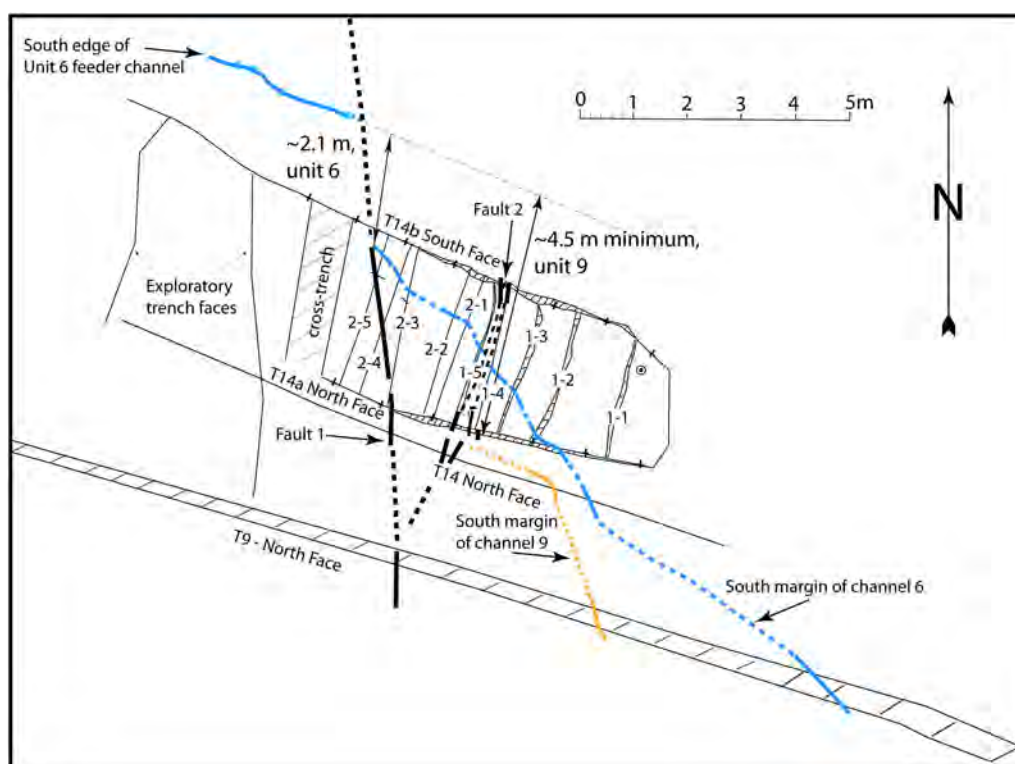 South edge of
Unit 6 feeder channel
0 1 2 3 4 5m
N
~2.1 m,
unit 6
Fault 2
T14b South Face
~4.5 m minimum,
unit 9
Exploratory
trench faces
cross-trench
2-5
2-4
2-3
2-2
2-1
1-5
1-4
1-3
1-2
1-1
T14a North Face
Fault 1
T14 North Face
South margin
of channel 9
T9 - North Face
South margin of channel 6